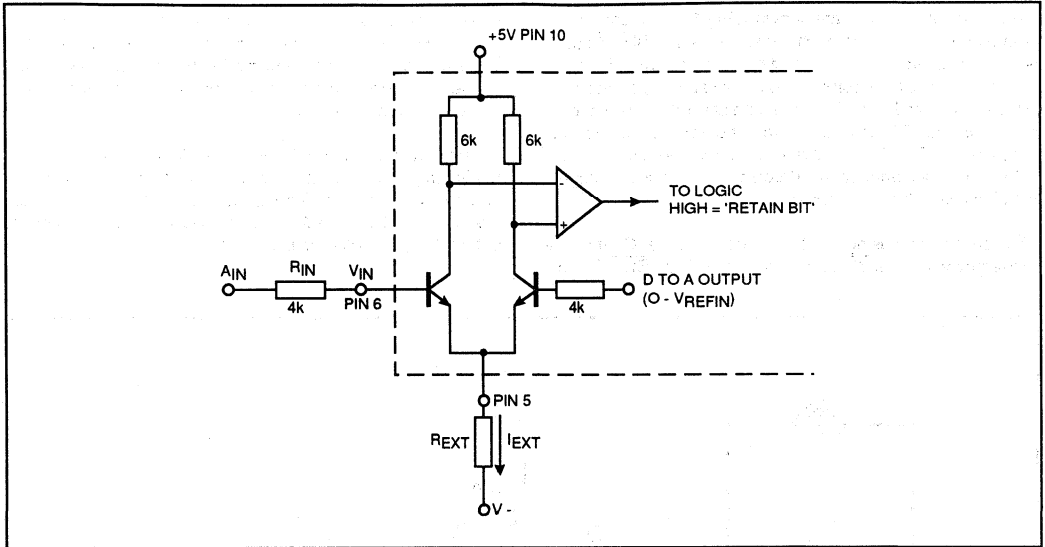 +5V PIN 10
6k
6k
-
+
TO LOGIC
HIGH = 'RETAIN BIT'
AIN
RIN
4k
VIN
PIN 6
4k
D TO A OUTPUT
(O - VREFIN)
PIN 5
REXT
IEXT
V -